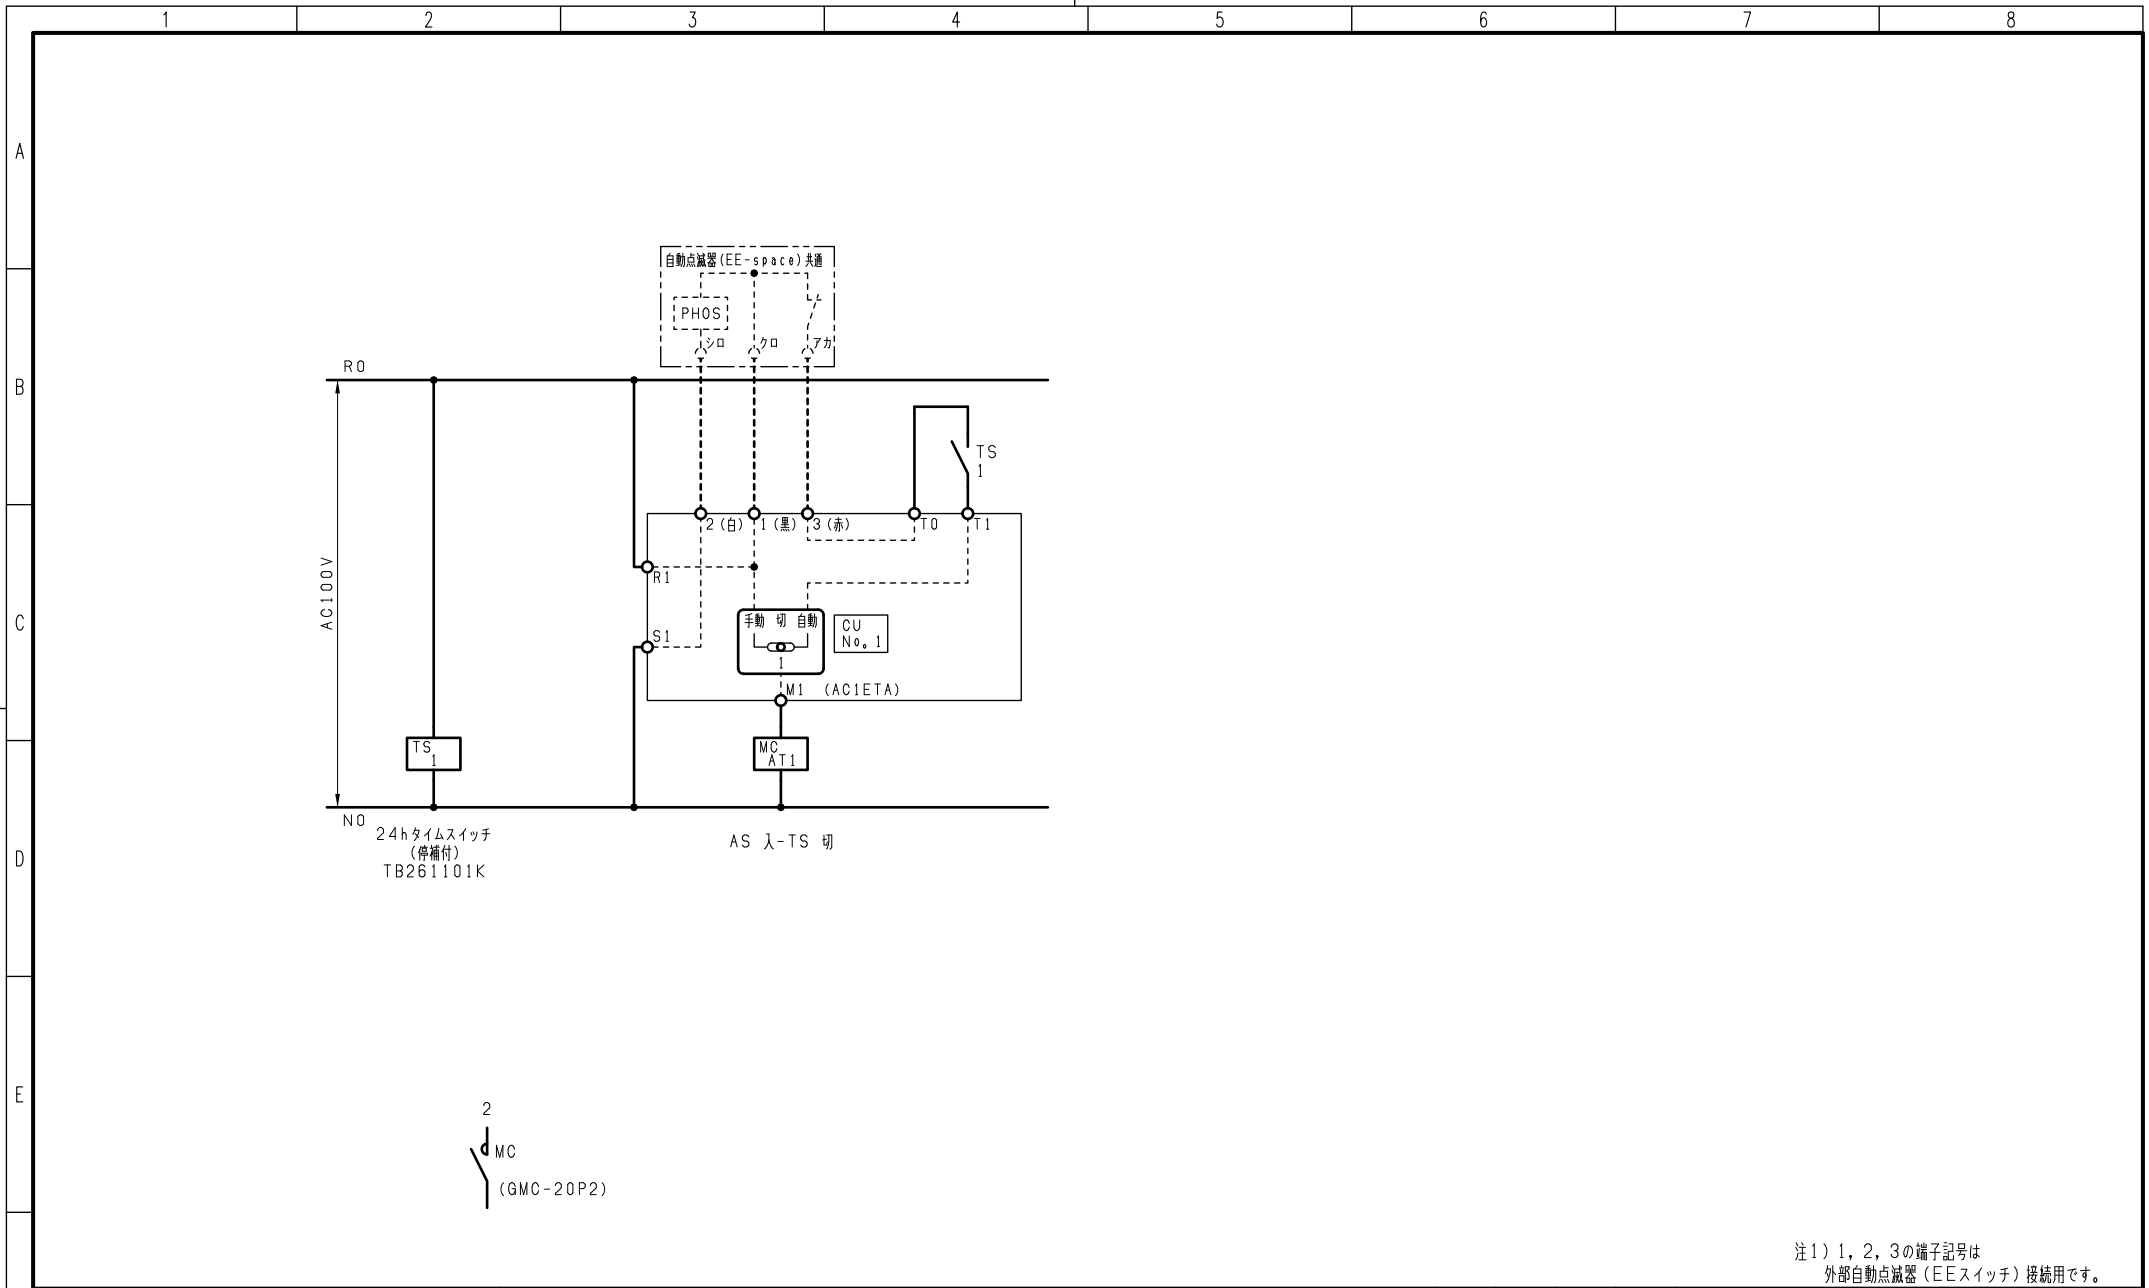 1 2 3 4 5 6 7 8
A
B
C
D
E
自動点滅器(EE-space)共通
PHOS
シロ
クロ
アカ
R0
TS
1
2(白)
1(黒)
3(赤)
T0
T1
R1
AC100V
手動 切 自動
1
CU
No。1
S1
M1 (AC1ETA)
TS
1
MC
AT1
N0
24hタイムスイッチ
(停補付)
TB261101K
AS 入-TS 切
2
MC
(GMC-20P2)
注1)1,2,3の端子記号は
外部自動点滅器(EEスイッチ)接続用です。